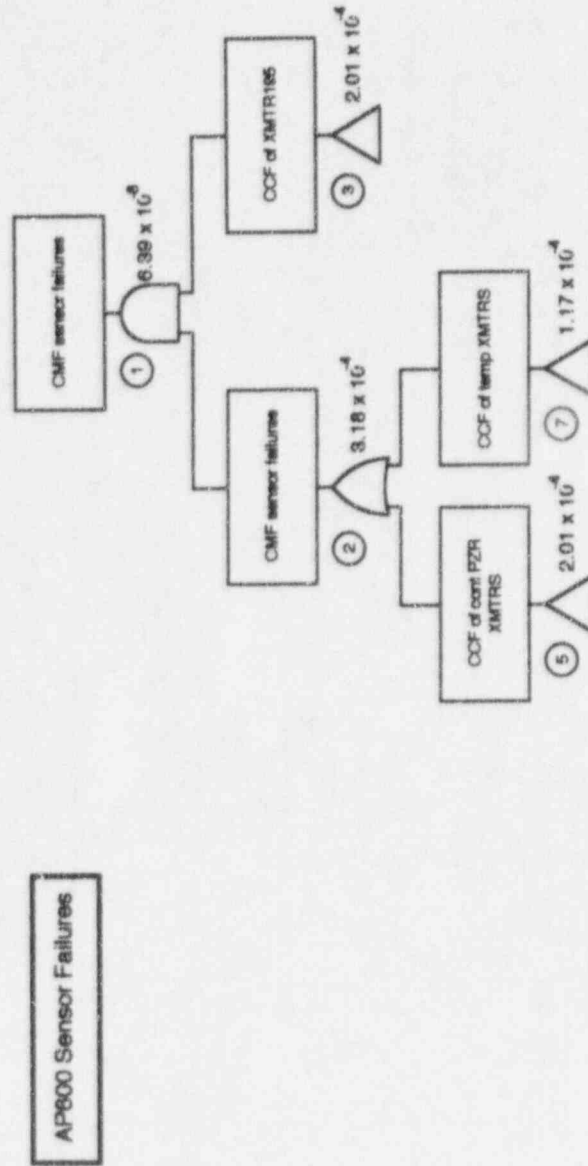 AP600 Sensor Failures
CMF sensor failures
6.39 x 10⁻⁸
1
CMF sensor failures
3.18 x 10⁻⁴
2
CCF of XMTR195
2.01 x 10⁻⁴
3
CCF of cont PZR
XMTRS
2.01 x 10⁻⁴
5
CCF of temp XMTRS
1.17 x 10⁻⁴
7